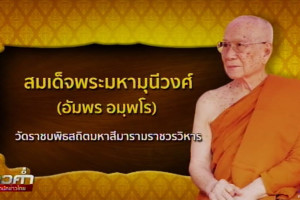 สมเด็จพระมหามุนีวงศ์
(อัมพร อมฺพโร)
วัดราชบพิธสถิตมหาสีมารามราชวรวิหาร